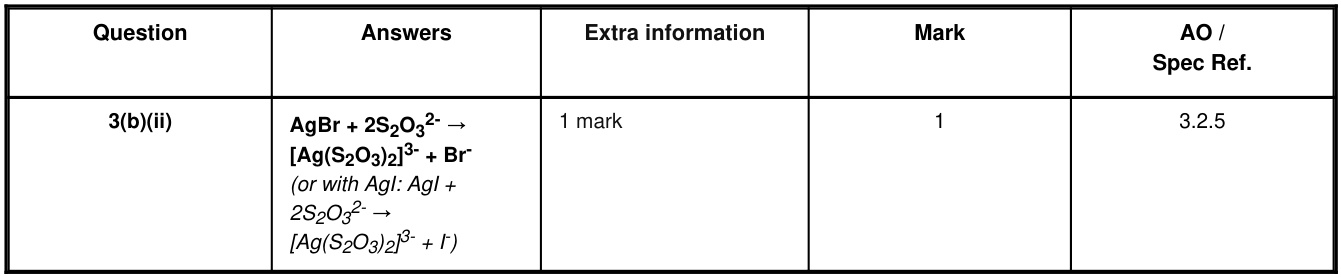 Question
Answers
Extra information
Mark
AO /
Spec Ref.
3(b)(ii)
AgBr + 2S₂O₃²⁻ →
[Ag(S₂O₃)₂]³⁻ + Br⁻
(or with AgI: AgI +
2S₂O₃²⁻ →
[Ag(S₂O₃)₂]³⁻ + I⁻)
1 mark
1
3.2.5